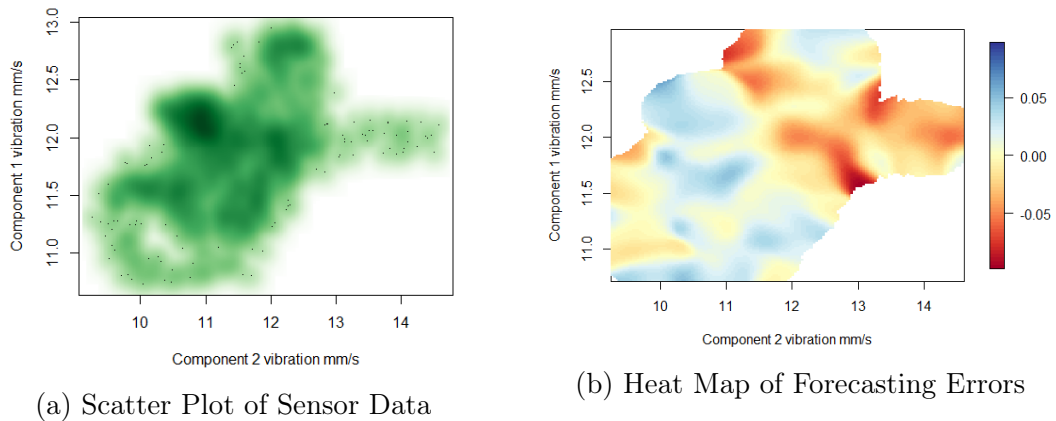 13.0
12.5
12.0
11.5
11.0
Component 1 vibration mm/s
10 11 12 13 14
Component 2 vibration mm/s
(a) Scatter Plot of Sensor Data
12.5
12.0
11.5
11.0
Component 1 vibration mm/s
10 11 12 13 14
Component 2 vibration mm/s
0.05
0.00
-0.05
(b) Heat Map of Forecasting Errors